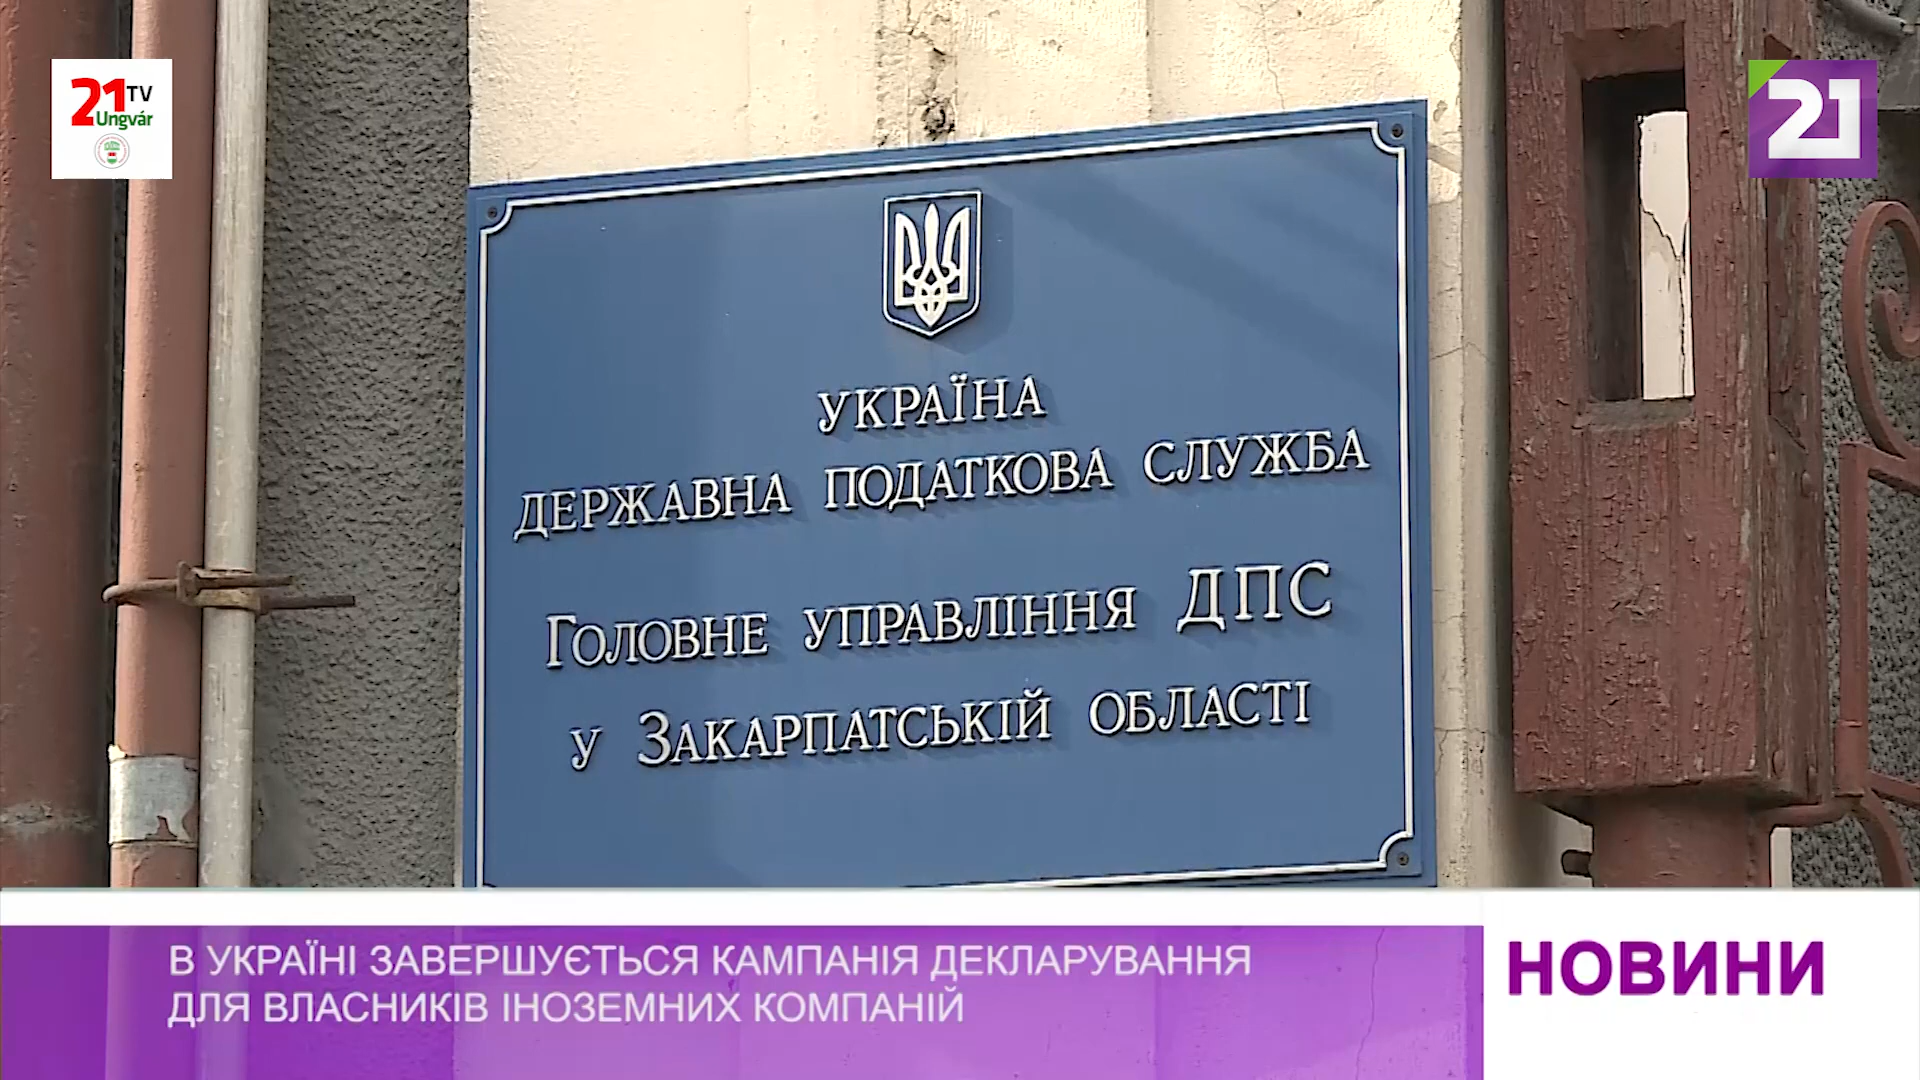 21 TV
Ungvár
21
УКРАЇНА
ДЕРЖАВНА ПОДАТКОВА СЛУЖБА
ГОЛОВНЕ УПРАВЛІННЯ ДПС
У ЗАКАРПАТСЬКІЙ ОБЛАСТІ
В УКРАЇНІ ЗАВЕРШУЄТЬСЯ КАМПАНІЯ ДЕКЛАРУВАННЯ
ДЛЯ ВЛАСНИКІВ ІНОЗЕМНИХ КОМПАНІЙ
НОВИНИ